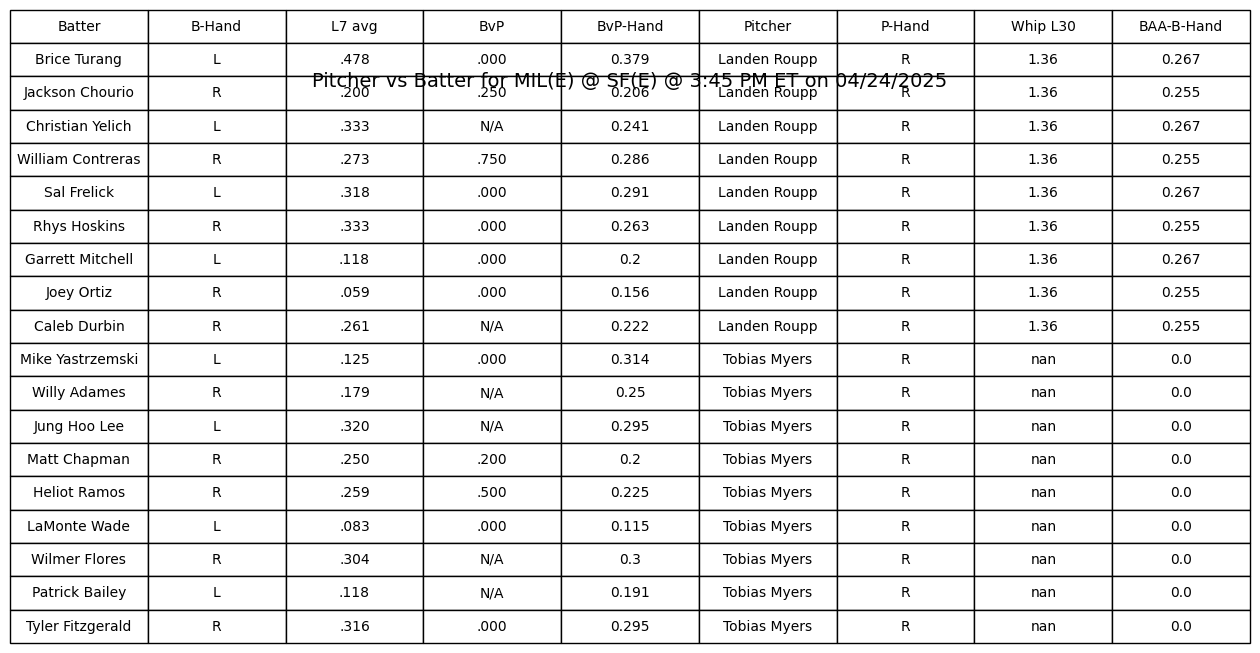 Batter B-Hand L7 avg BvP BvP-Hand Pitcher P-Hand Whip L30 BAA-B-Hand
Brice Turang L .478 .000 0.379 Landen Roupp R 1.36 0.267
Pitcher vs Batter for MIL(E) @ SF(E) @ 3:45 PM ET on 04/24/2025
Jackson Chourio R .200 .250 0.206 Landen Roupp R 1.36 0.255
Christian Yelich L .333 N/A 0.241 Landen Roupp R 1.36 0.267
William Contreras R .273 .750 0.286 Landen Roupp R 1.36 0.255
Sal Frelick L .318 .000 0.291 Landen Roupp R 1.36 0.267
Rhys Hoskins R .333 .000 0.263 Landen Roupp R 1.36 0.255
Garrett Mitchell L .118 .000 0.2 Landen Roupp R 1.36 0.267
Joey Ortiz R .059 .000 0.156 Landen Roupp R 1.36 0.255
Caleb Durbin R .261 N/A 0.222 Landen Roupp R 1.36 0.255
Mike Yastrzemski L .125 .000 0.314 Tobias Myers R nan 0.0
Willy Adames R .179 N/A 0.25 Tobias Myers R nan 0.0
Jung Hoo Lee L .320 N/A 0.295 Tobias Myers R nan 0.0
Matt Chapman R .250 .200 0.2 Tobias Myers R nan 0.0
Heliot Ramos R .259 .500 0.225 Tobias Myers R nan 0.0
LaMonte Wade L .083 .000 0.115 Tobias Myers R nan 0.0
Wilmer Flores R .304 N/A 0.3 Tobias Myers R nan 0.0
Patrick Bailey L .118 N/A 0.191 Tobias Myers R nan 0.0
Tyler Fitzgerald R .316 .000 0.295 Tobias Myers R nan 0.0